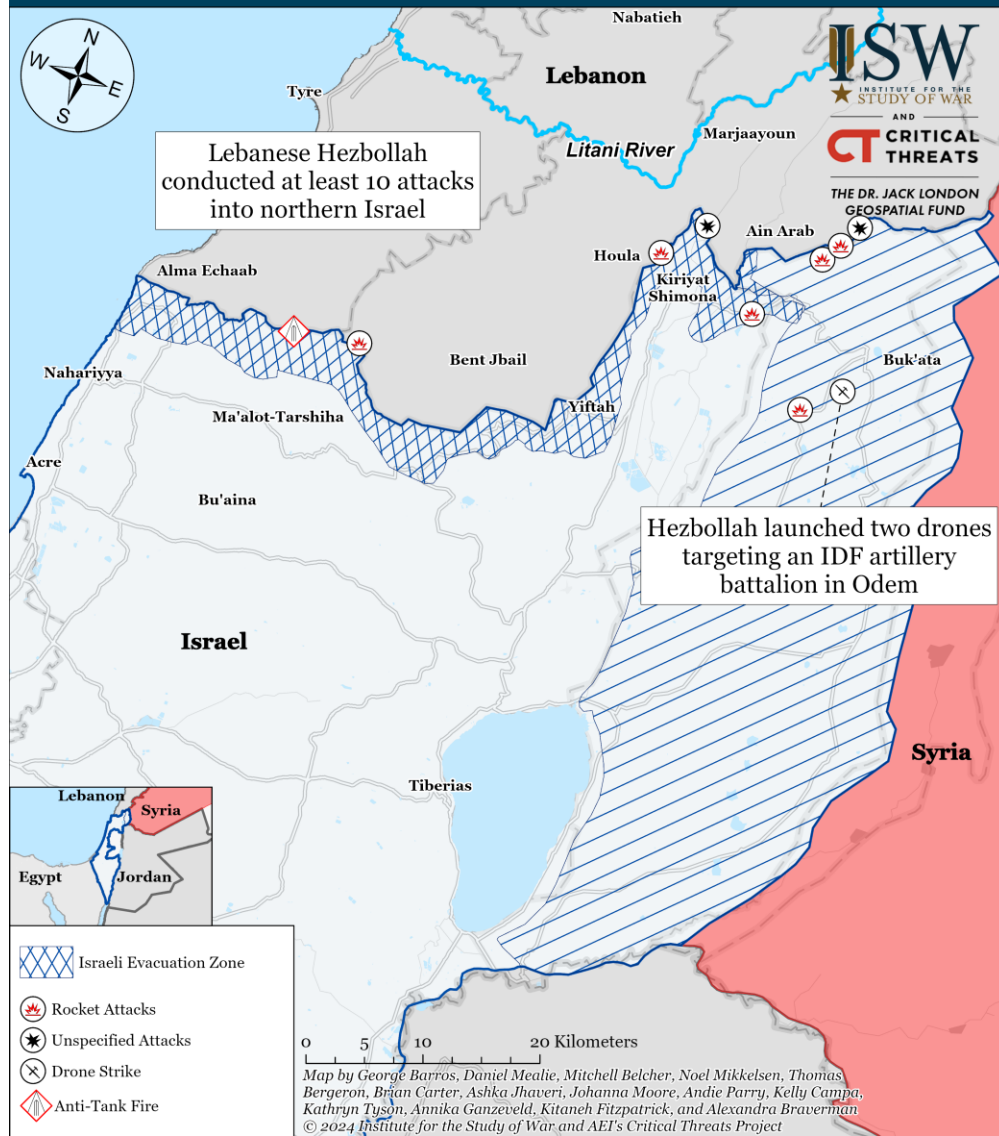 Nabatieh
N
W
E
S
Lebanon
ISW
INSTITUTE FOR THE
STUDY OF WAR
AND
CT CRITICAL
THREATS
THE DR. JACK LONDON
GEOSPATIAL FUND
Tyre
Marjaayoun
Litani River
Lebanese Hezbollah
conducted at least 10 attacks
into northern Israel
Ain Arab
Houla
Alma Echaab
Kiriyat
Shimona
Bent Jbail
Buk'ata
Nahariyya
Yiftah
Ma'alot-Tarshiha
Acre
Bu'aina
Hezbollah launched two drones
targeting an IDF artillery
battalion in Odem
Israel
Syria
Tiberias
Lebanon
Syria
Egypt
Jordan
Israeli Evacuation Zone
Rocket Attacks
Unspecified Attacks
Drone Strike
Anti-Tank Fire
0 5 10 20 Kilometers
Map by George Barros, Daniel Mealie, Mitchell Belcher, Noel Mikkelsen, Thomas
Bergeron, Brian Carter, Ashka Jhaveri, Johanna Moore, Andie Parry, Kelly Campa,
Kathryn Tyson, Annika Ganzeveld, Kitaneh Fitzpatrick, and Alexandra Braverman
© 2024 Institute for the Study of War and AEI's Critical Threats Project